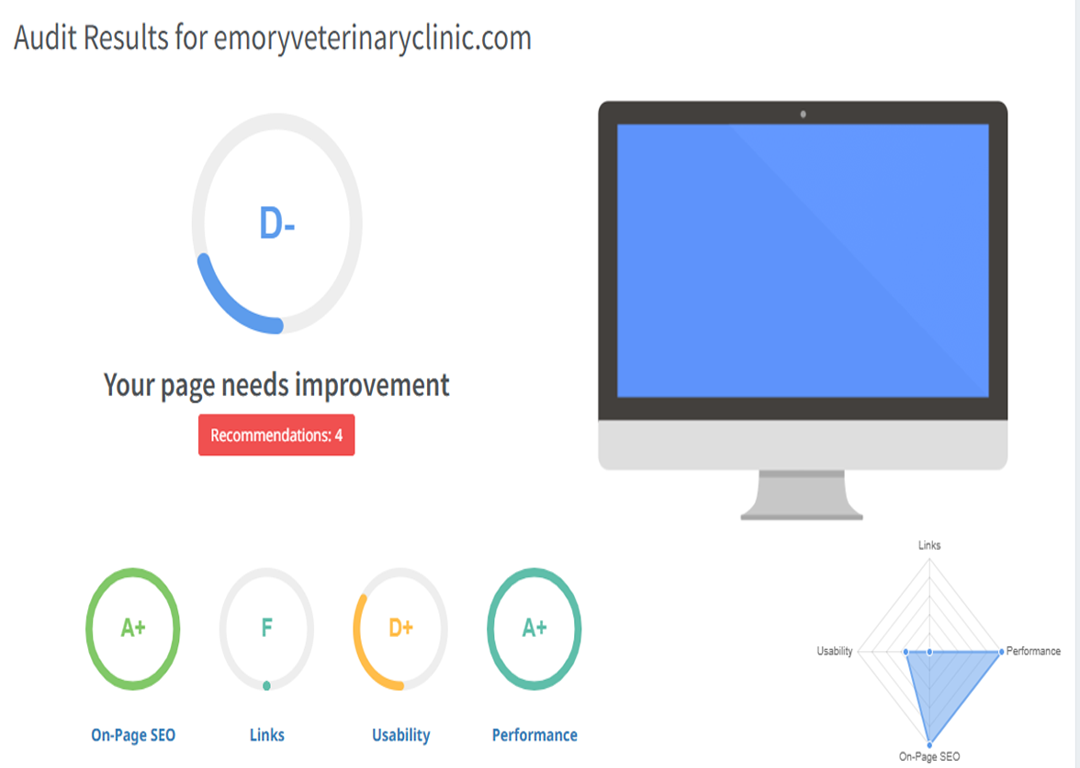 Audit Results for emoryveterinaryclinic.com
D-
Your page needs improvement
Recommendations: 4
A+
F
D+
A+
On-Page SEO
Links
Usability
Performance
Links
Usability
Performance
On-Page SEO